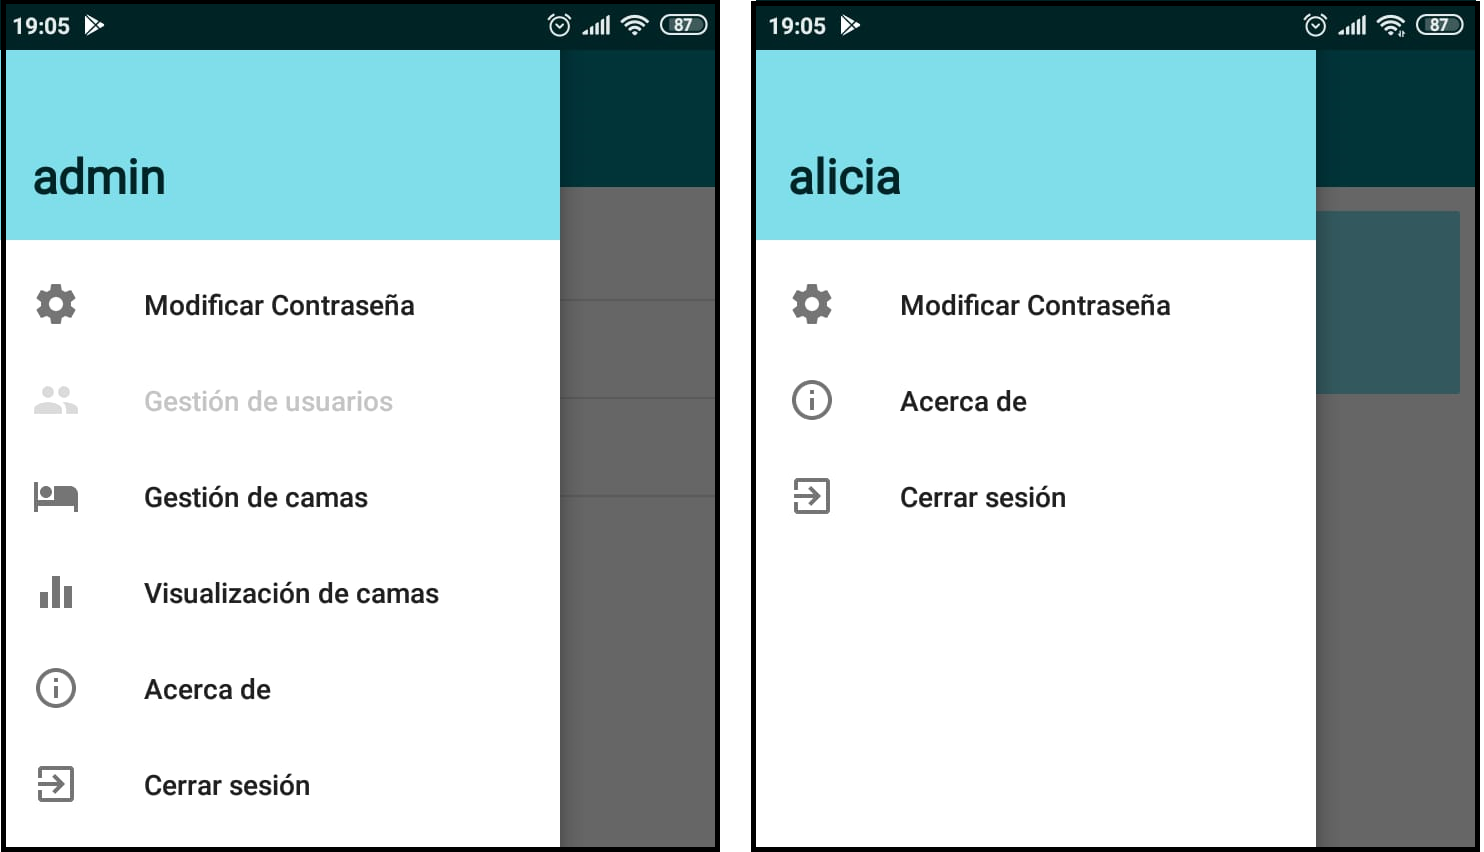 19:05
87
admin
Modificar Contraseña
Gestión de usuarios
Gestión de camas
Visualización de camas
Acerca de
Cerrar sesión
19:05
87
alicia
Modificar Contraseña
Acerca de
Cerrar sesión